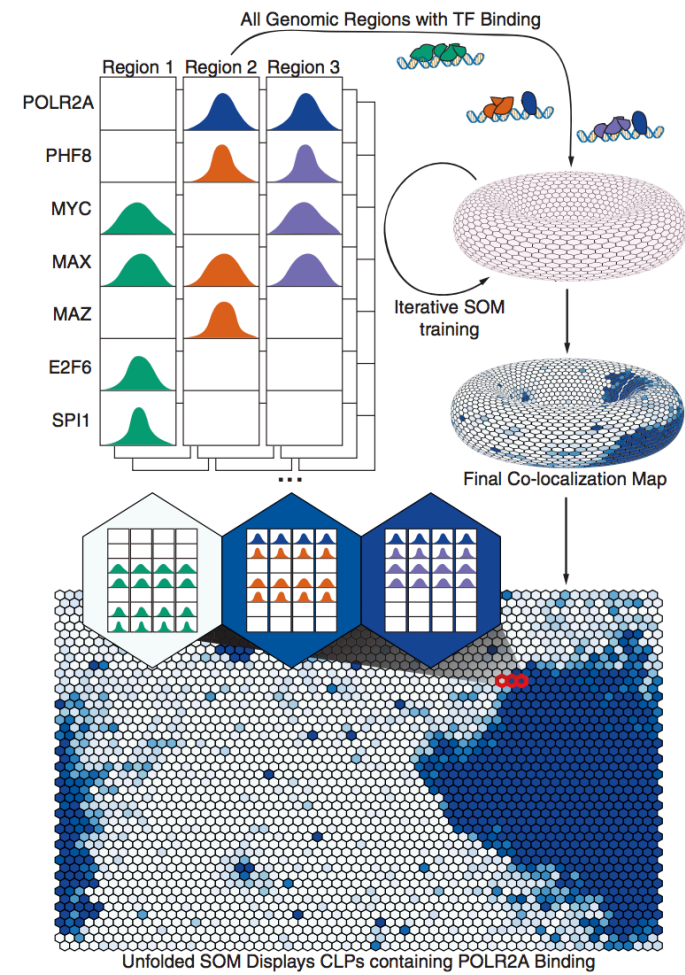 All Genomic Regions with TF Binding
Region 1 Region 2 Region 3
POLR2A
PHF8
MYC
MAX
MAZ
E2F6
SPI1
...
Iterative SOM
training
Final Co-localization Map
Unfolded SOM Displays CLPs containing POLR2A Binding